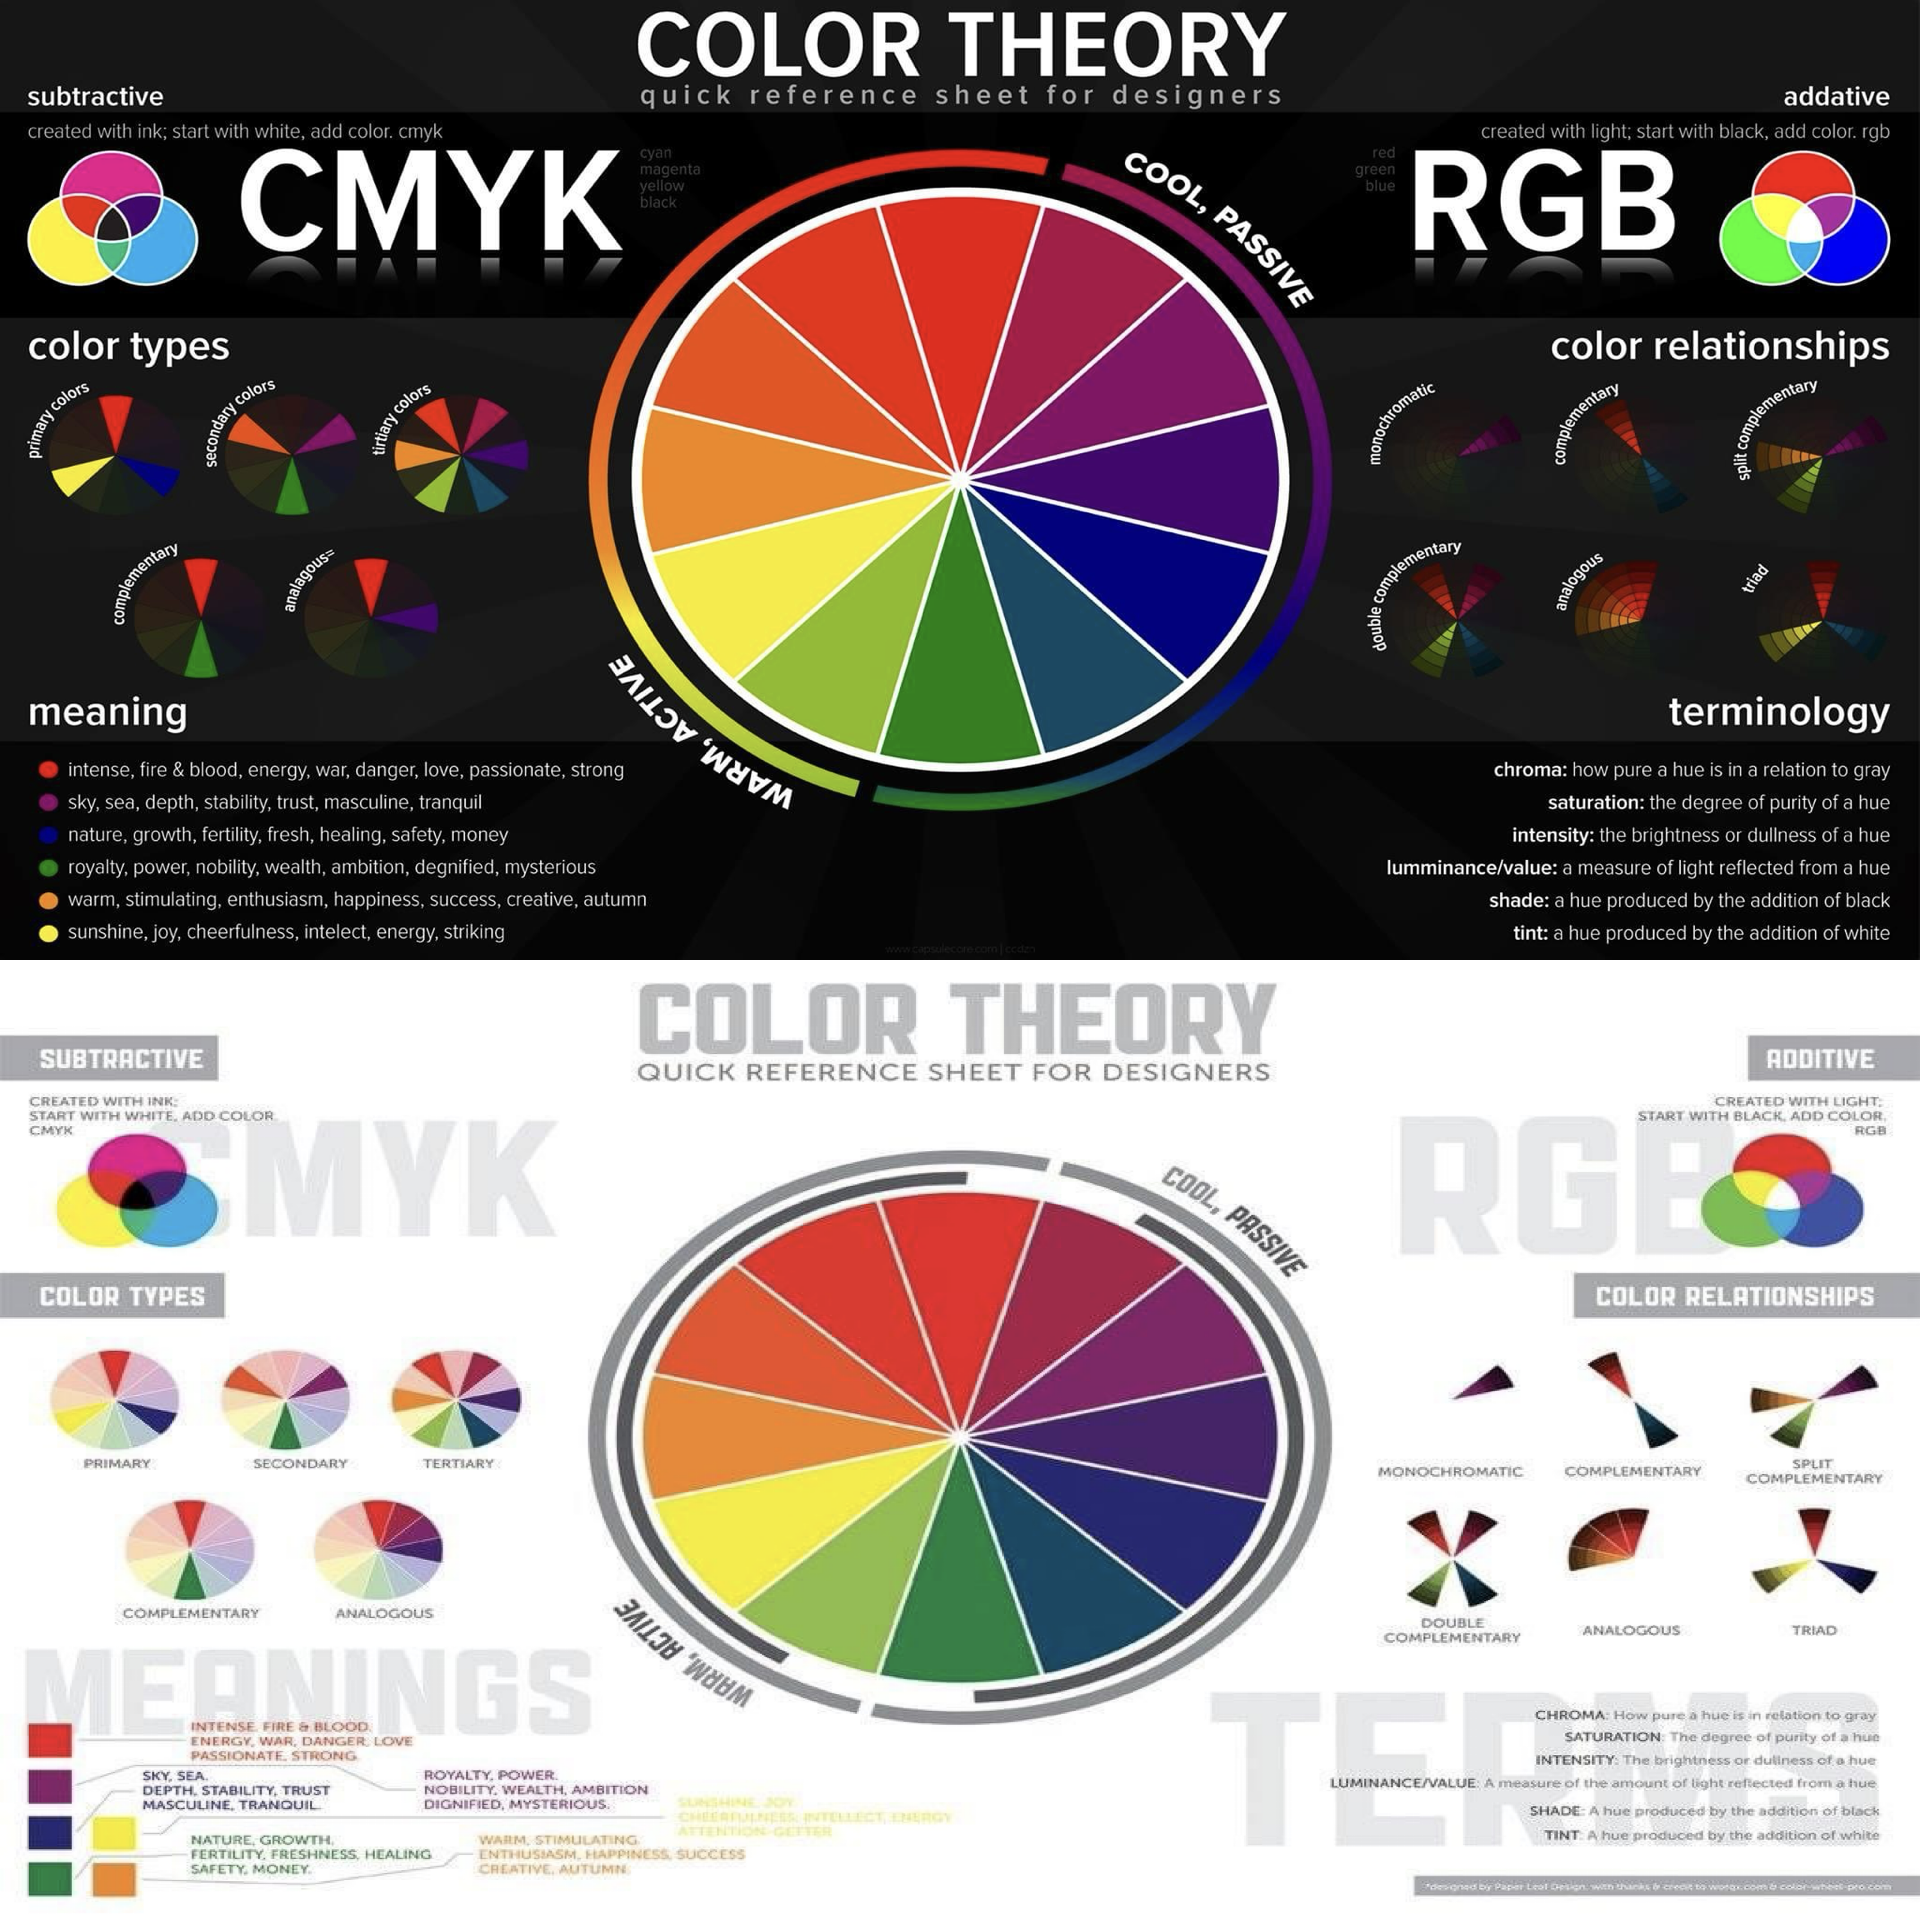 COLOR THEORY
quick reference sheet for designers
subtractive
created with ink; start with white, add color. cmyk
CMYK
cyan
magenta
yellow
black
addative
created with light; start with black, add color. rgb
red
green
blue
RGB
COOL, PASSIVE
WARM, ACTIVE
color types
primary colors
secondary colors
tirtiary colors
complementary
analagous=
color relationships
monochromatic
complementary
split complementary
double complementary
analogous
triad
meaning
intense, fire & blood, energy, war, danger, love, passionate, strong
sky, sea, depth, stability, trust, masculine, tranquil
nature, growth, fertility, fresh, healing, safety, money
royalty, power, nobility, wealth, ambition, degnified, mysterious
warm, stimulating, enthusiasm, happiness, success, creative, autumn
sunshine, joy, cheerfulness, intelect, energy, striking
terminology
chroma: how pure a hue is in a relation to gray
saturation: the degree of purity of a hue
intensity: the brightness or dullness of a hue
lumminance/value: a measure of light reflected from a hue
shade: a hue produced by the addition of black
tint: a hue produced by the addition of white
www.capsulecore.com | ccdzn
COLOR THEORY
QUICK REFERENCE SHEET FOR DESIGNERS
SUBTRACTIVE
CREATED WITH INK;
START WITH WHITE, ADD COLOR.
CMYK
CMYK
ADDITIVE
CREATED WITH LIGHT;
START WITH BLACK, ADD COLOR.
RGB
RGB
COOL, PASSIVE
WARM, ACTIVE
COLOR TYPES
PRIMARY
SECONDARY
TERTIARY
COMPLEMENTARY
ANALOGOUS
COLOR RELATIONSHIPS
MONOCHROMATIC
COMPLEMENTARY
SPLIT
COMPLEMENTARY
DOUBLE
COMPLEMENTARY
ANALOGOUS
TRIAD
MEANINGS
INTENSE. FIRE & BLOOD.
ENERGY, WAR, DANGER, LOVE
PASSIONATE, STRONG.
SKY, SEA.
DEPTH, STABILITY, TRUST
MASCULINE, TRANQUIL.
ROYALTY, POWER.
NOBILITY, WEALTH, AMBITION
DIGNIFIED, MYSTERIOUS.
SUNSHINE, JOY.
CHEERFULNESS, INTELLECT, ENERGY
ATTENTION-GETTER
NATURE, GROWTH.
FERTILITY, FRESHNESS, HEALING
SAFETY, MONEY.
WARM, STIMULATING.
ENTHUSIASM, HAPPINESS, SUCCESS
CREATIVE, AUTUMN.
TERMS
CHROMA: How pure a hue is in relation to gray
SATURATION: The degree of purity of a hue
INTENSITY: The brightness or dullness of a hue
LUMINANCE/VALUE: A measure of the amount of light reflected from a hue
SHADE: A hue produced by the addition of black
TINT: A hue produced by the addition of white
*designed by Paper Leaf Design, with thanks & credit to worqx.com & color-wheel-pro.com